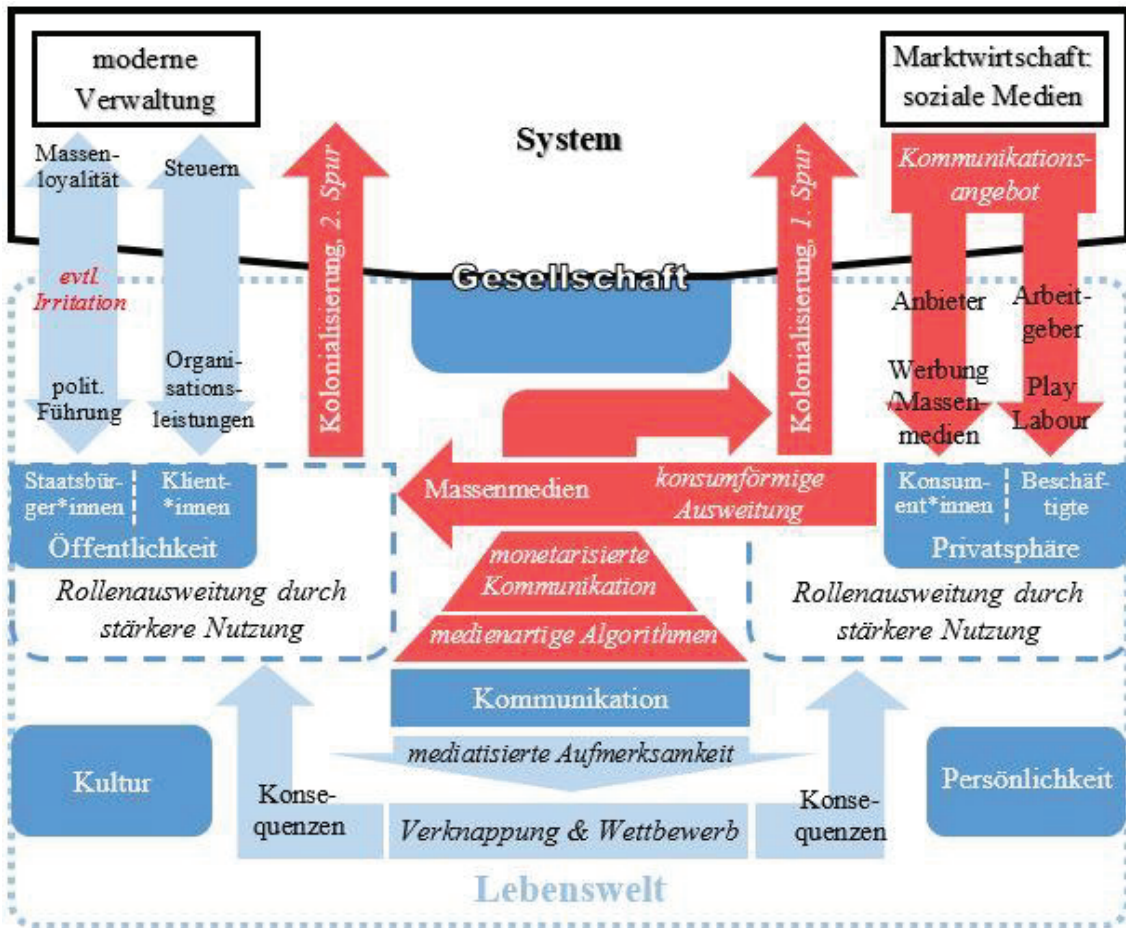 moderne
Verwaltung
Marktwirtschaft:
soziale Medien
System
Massen-
loyalität
Steuern
Kolonialisierung, 2. Spur
Kolonialisierung, 1. Spur
Kommunikations-
angebot
evtl.
Irritation
Gesellschaft
Anbieter
Arbeit-
geber
polit.
Führung
Organi-
sations-
leistungen
Werbung
/Massen-
medien
Play
Labour
Staatsbür-
ger*innen
Klient-
*innen
Öffentlichkeit
Massenmedien
konsumförmige
Ausweitung
Konsum-
ent*innen
Beschäf-
tigte
Privatsphäre
Rollenausweitung durch
stärkere Nutzung
monetarisierte
Kommunikation
medienartige Algorithmen
Rollenausweitung durch
stärkere Nutzung
Kommunikation
mediatisierte Aufmerksamkeit
Kultur
Persönlichkeit
Konse-
quenzen
Verknappung & Wettbewerb
Konse-
quenzen
Lebenswelt